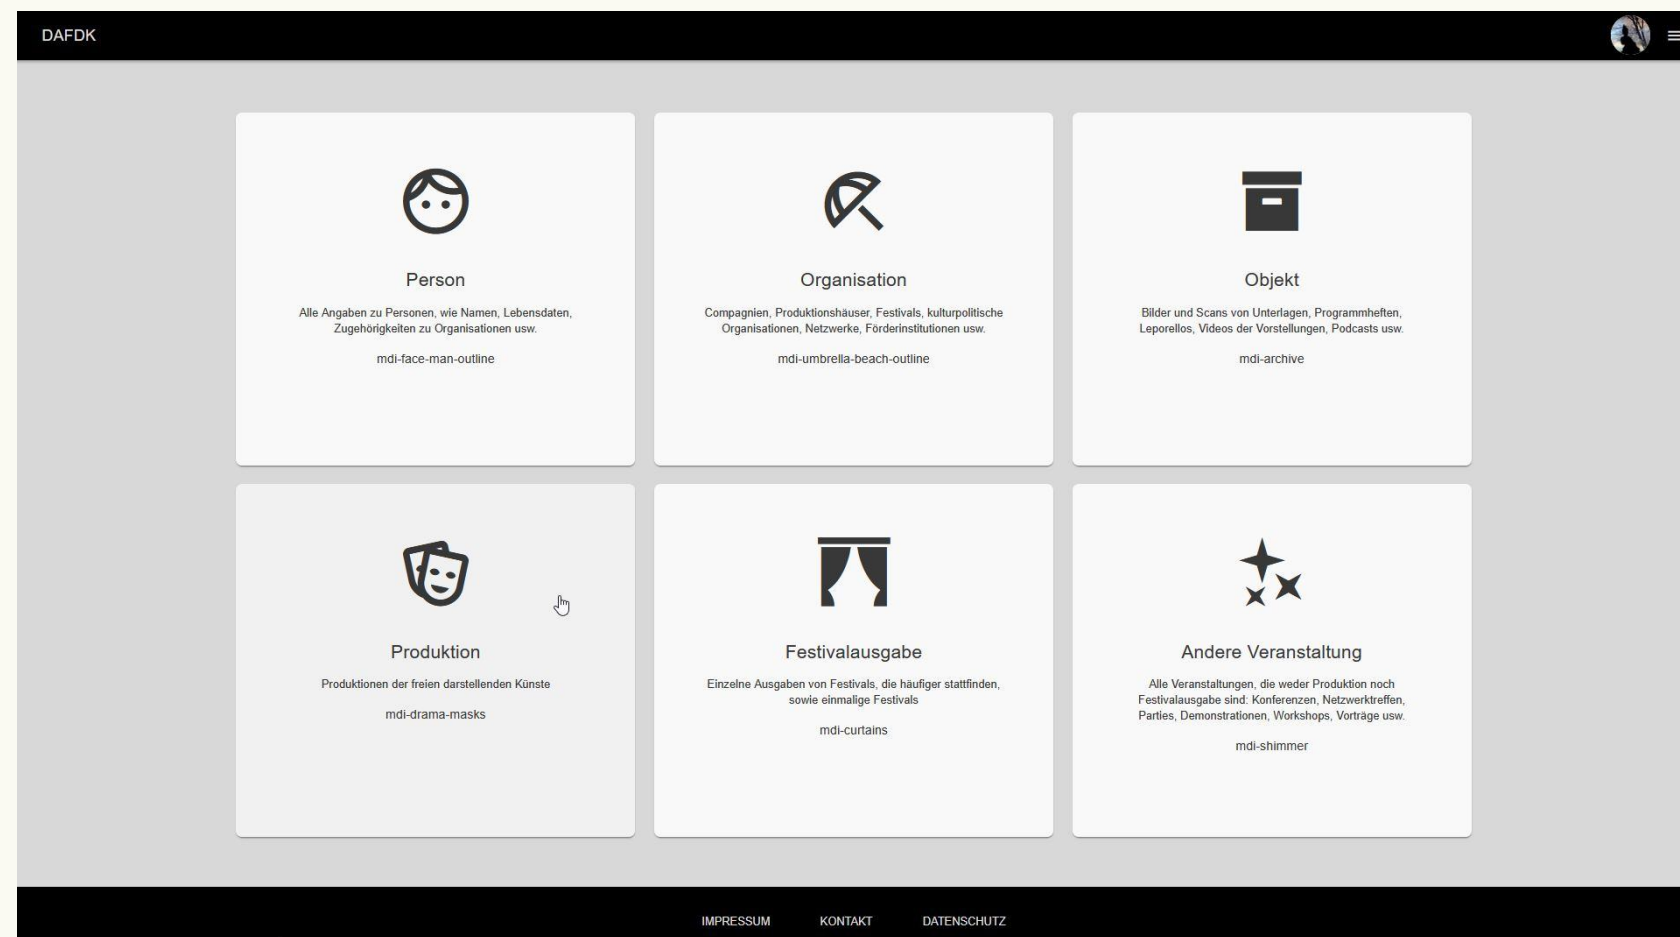 DAFDK
Person
Alle Angaben zu Personen, wie Namen, Lebensdaten,
Zugehörigkeiten zu Organisationen usw.
mdi-face-man-outline
Organisation
Compagnien, Produktionshäuser, Festivals, kulturpolitische
Organisationen, Netzwerke, Förderinstitutionen usw.
mdi-umbrella-beach-outline
Objekt
Bilder und Scans von Unterlagen, Programmheften,
Leporellos, Videos der Vorstellungen, Podcasts usw.
mdi-archive
Produktion
Produktionen der freien darstellenden Künste
mdi-drama-masks
Festivalausgabe
Einzelne Ausgaben von Festivals, die häufiger stattfinden,
sowie einmalige Festivals
mdi-curtains
Andere Veranstaltung
Alle Veranstaltungen, die weder Produktion noch
Festivalausgabe sind: Konferenzen, Netzwerktreffen,
Parties, Demonstrationen, Workshops, Vorträge usw.
mdi-shimmer
IMPRESSUM KONTAKT DATENSCHUTZ